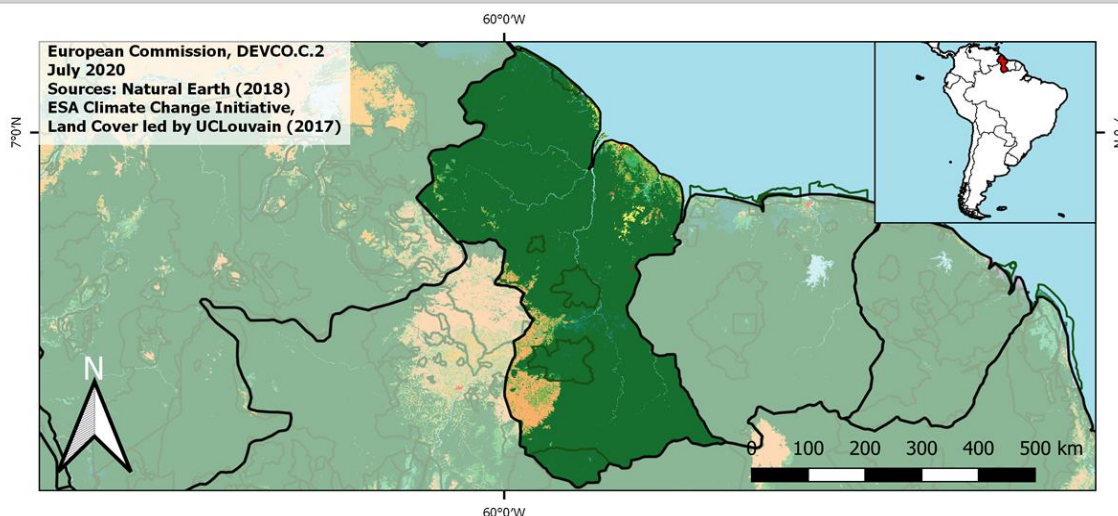 60°0'W
European Commission, DEVCO.C.2
July 2020
Sources: Natural Earth (2018)
ESA Climate Change Initiative,
Land Cover led by UCLouvain (2017)
7°0'N
N
0 100 200 300 400 500 km
60°0'W